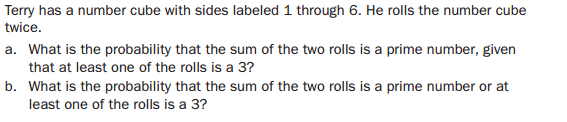 Terry has a number cube with sides labeled 1 through 6. He rolls the number cube
twice.
a. What is the probability that the sum of the two rolls is a prime number, given
that at least one of the rolls is a 3?
b. What is the probability that the sum of the two rolls is a prime number or at
least one of the rolls is a 3?